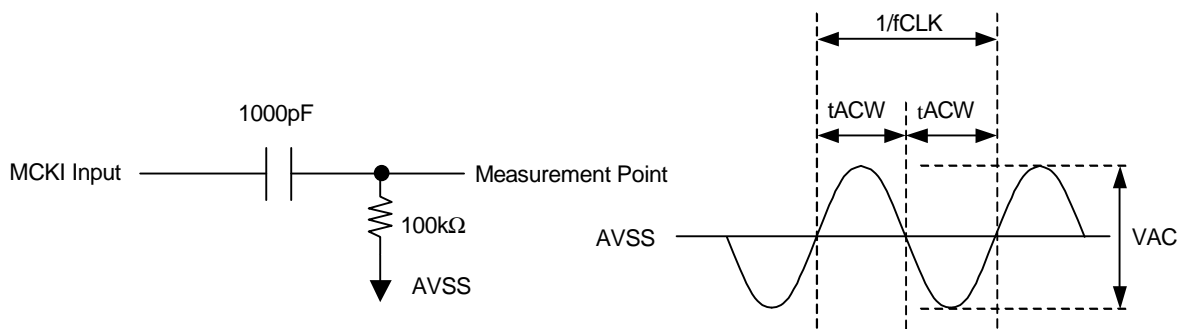 1/fCLK
1000pF
tACW tACW
MCKI Input
Measurement Point
100kΩ
AVSS
AVSS
VAC